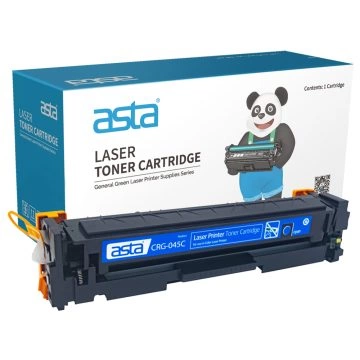 Contents: 1 Cartridge
asta
LASER
TONER CARTRIDGE
General Green Laser Printer Supplies Series
asta
CRG-045C
Laser Printer Toner Cartridge